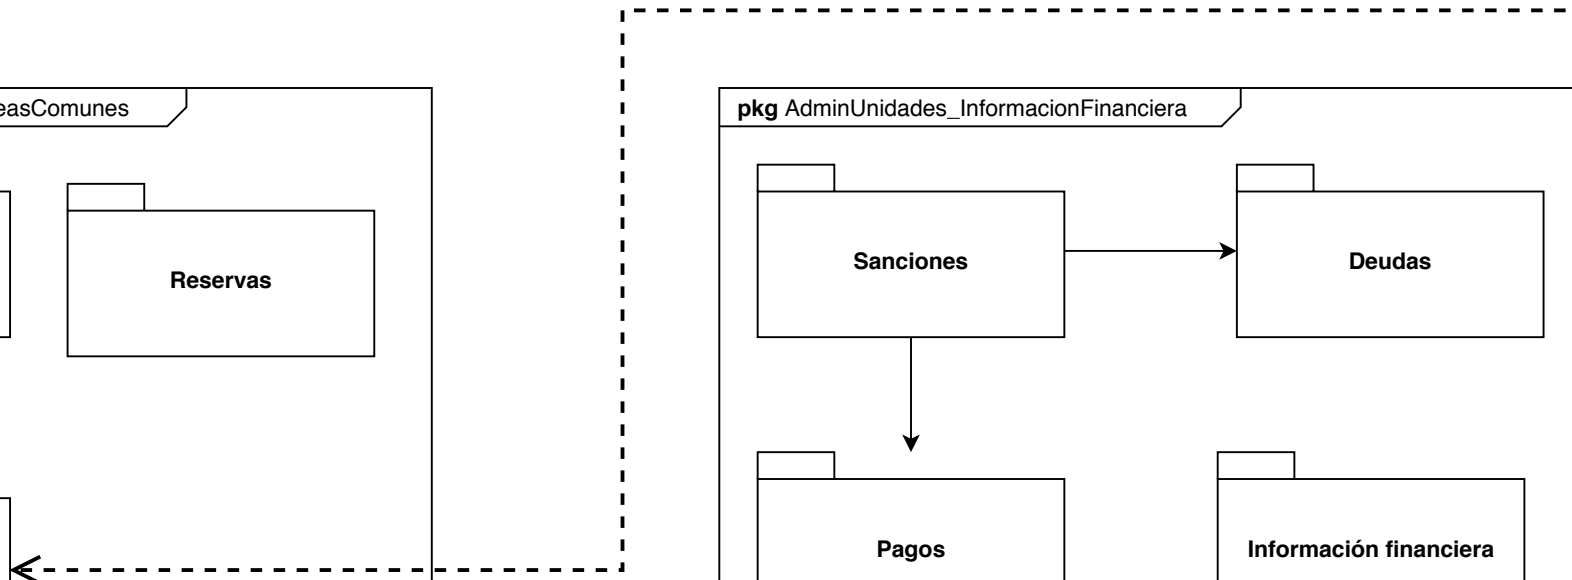 easComunes
pkg AdminUnidades_InformacionFinanciera
Reservas
Sanciones
Deudas
Pagos
Información financiera